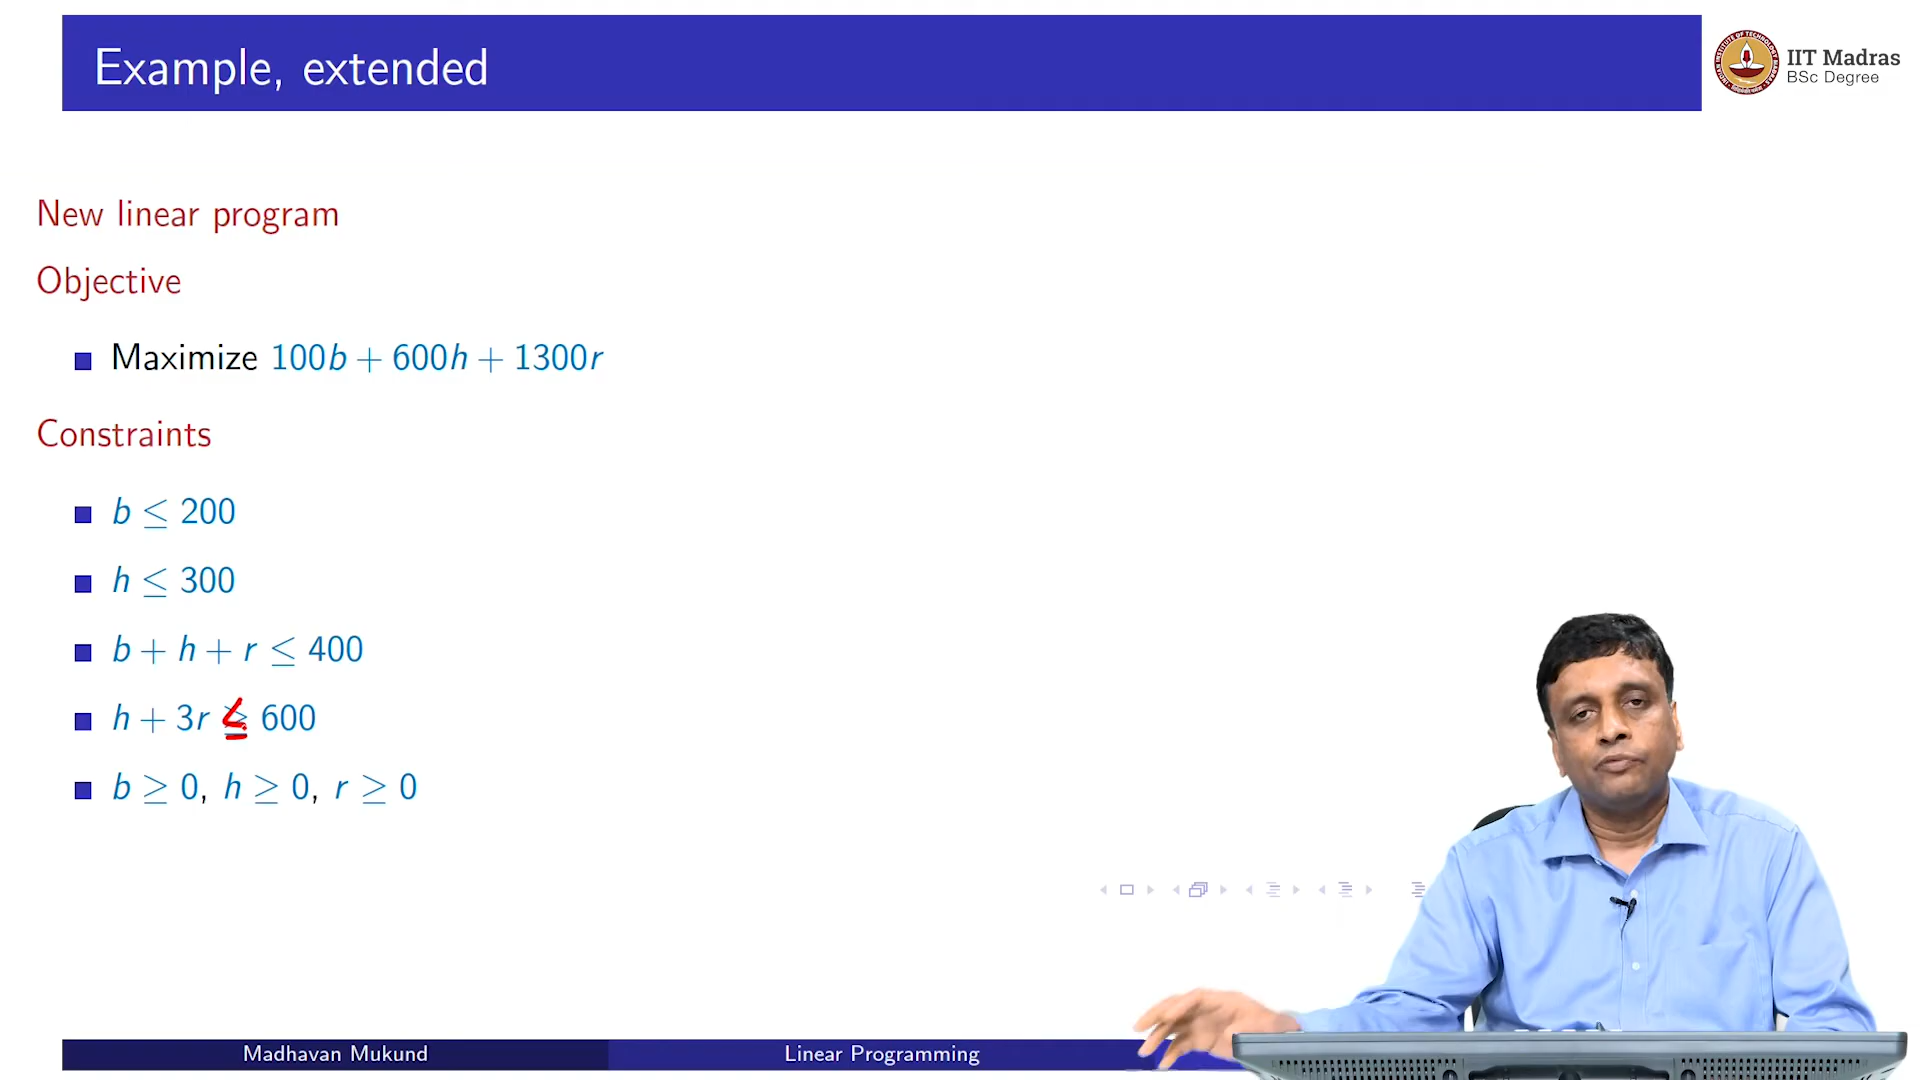 Example, extended
IIT Madras
BSc Degree
New linear program
Objective
Maximize 100b + 600h + 1300r
Constraints
b ≤ 200
h ≤ 300
b + h + r ≤ 400
h + 3r ≤ 600
b ≥ 0, h ≥ 0, r ≥ 0
Madhavan Mukund
Linear Programming